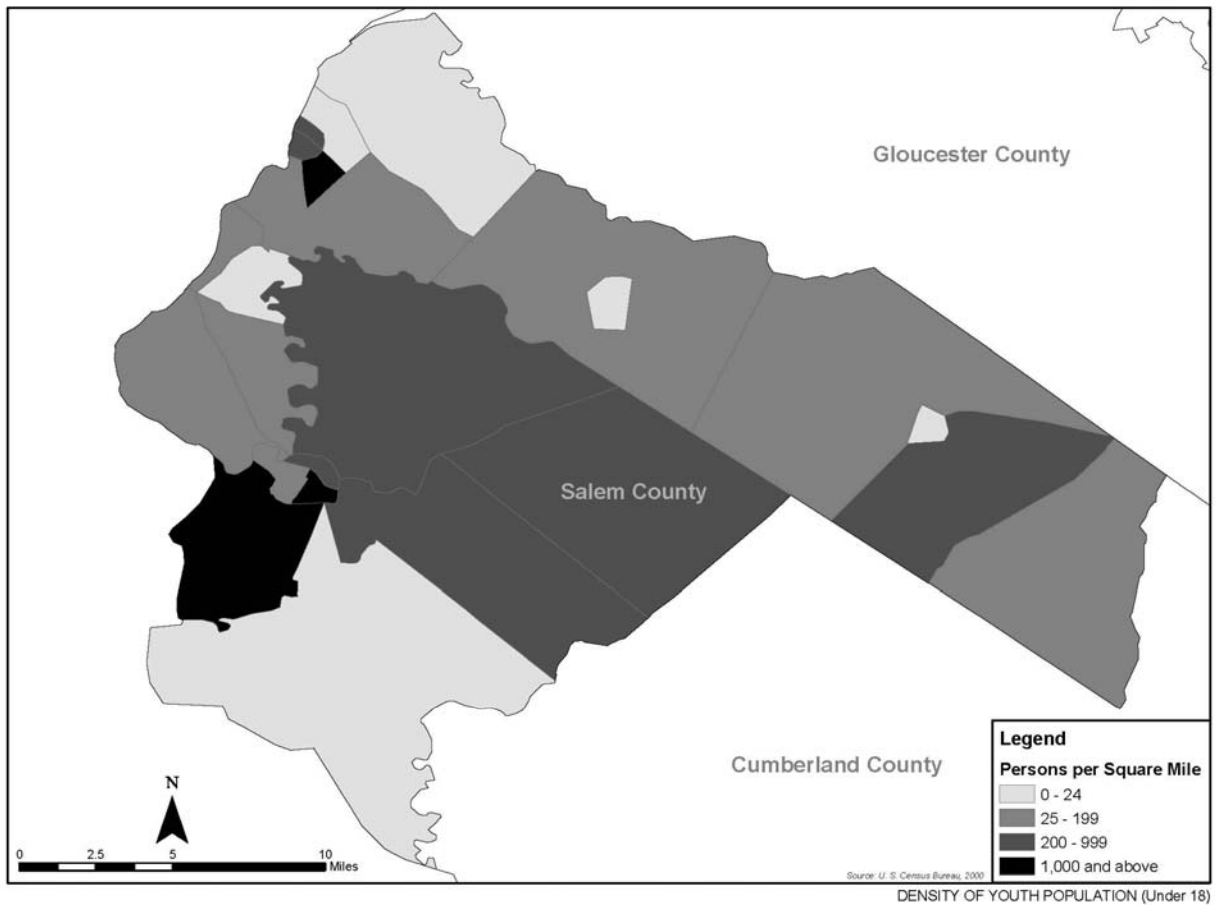 Gloucester County
Salem County
Cumberland County
Legend
Persons per Square Mile
0 - 24
25 - 199
200 - 999
1,000 and above
N
0 2.5 5 10
Miles
Source: U. S. Census Bureau, 2000
DENSITY OF YOUTH POPULATION (Under 18)